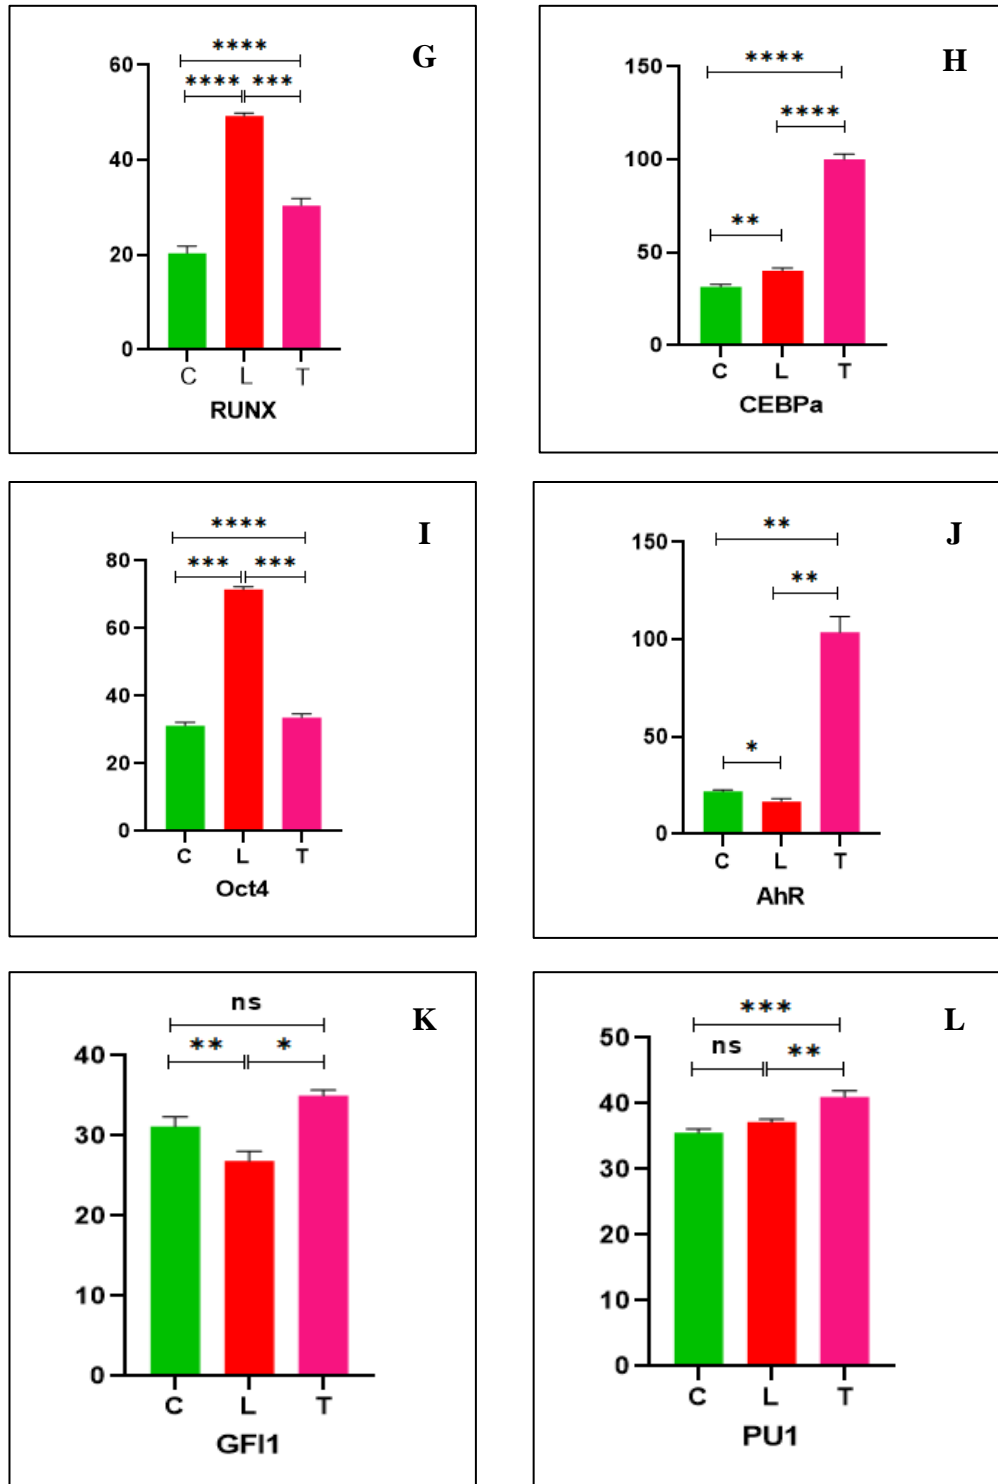 G
****
**** ***
60
40
20
0
C L T
RUNX
H
****
****
**
150
100
50
0
C L T
CEBPa
I
****
*** ***
80
60
40
20
0
C L T
Oct4
J
**
**
*
150
100
50
0
C L T
AhR
K
ns
** *
40
30
20
10
0
C L T
GFI1
L
***
ns **
50
40
30
20
10
0
C L T
PU1